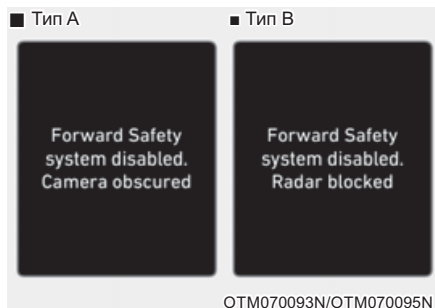 ■ Тип A
■ Тип B
Forward Safety
system disabled.
Camera obscured
Forward Safety
system disabled.
Radar blocked
OTM070093N/OTM070095N